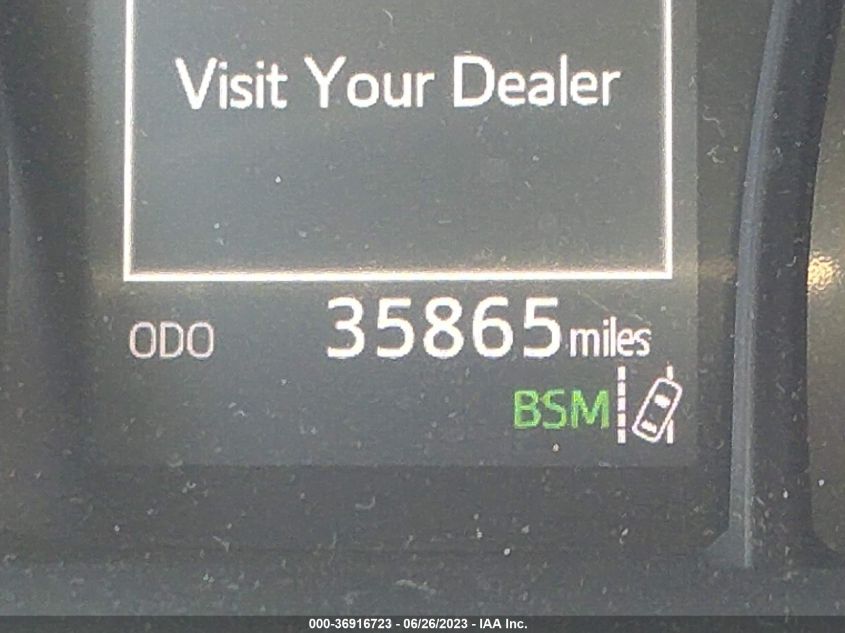 Visit Your Dealer
ODO 35865 miles
BSM
000-36916723 - 06/26/2023 - IAA Inc.